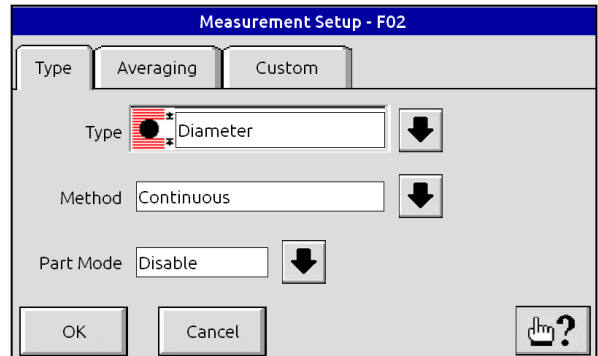 Measurement Setup - F02
Type Averaging Custom
Type Diameter
Method Continuous
Part Mode Disable
OK Cancel ?